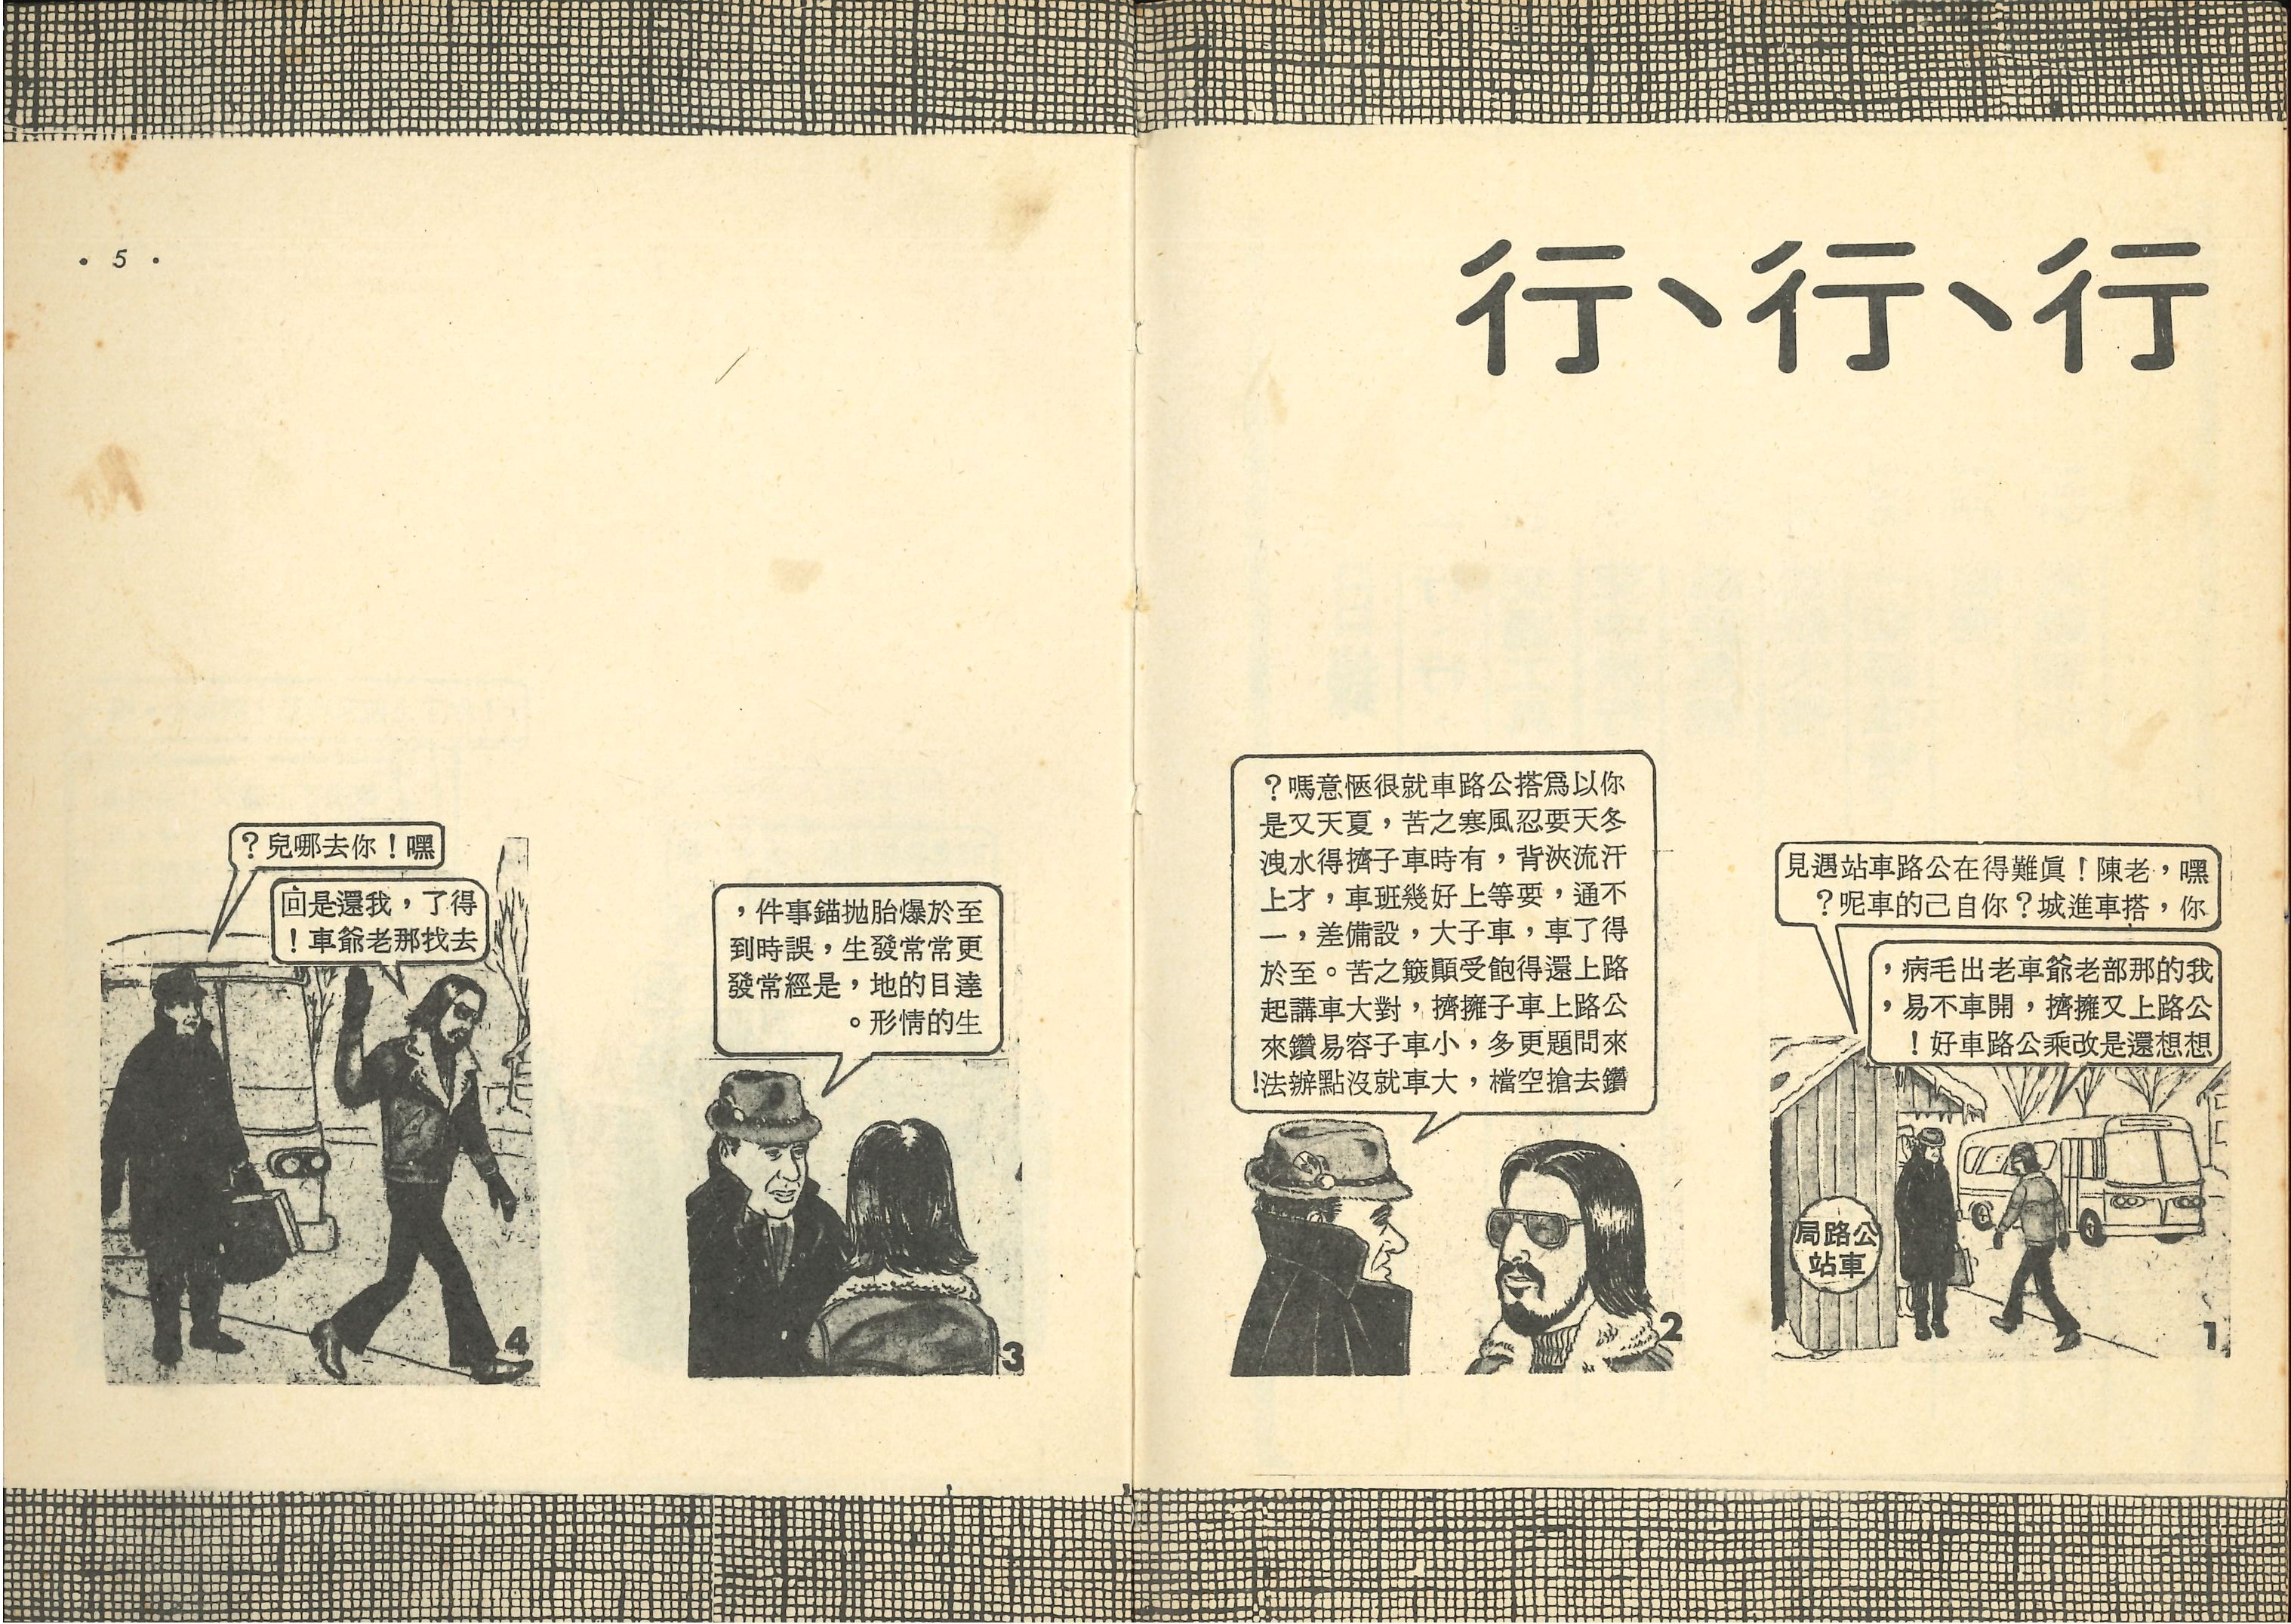 行、行、行
嘿，老陳！眞難得在公路車站遇見
你，搭車進城？你自己的車呢？
我的那部老爺車老出毛病，
公路上又擁擠，開車不易，
想想還是改乘公路車好！
公路局
車站
1
你以爲搭公路車就很愜意嗎？
冬天要忍風寒之苦，夏天又是
汗流浹背，有時車子擠得水洩
不通，要等上好幾班車，才上
得了車，車子大，設備差，一
路上還得飽受顚簸之苦。至於
公路上車子擁擠，對大車講起
來問題更多，小車子容易鑽來
鑽去搶空檔，大車就沒點辦法！
2
至於爆胎拋錨事件，
更常常發生，誤時到
達目的地，是經常發
生的情形。
3
嘿！你去哪兒？
得了，我還是回
去找那老爺車！
4
• 5 •